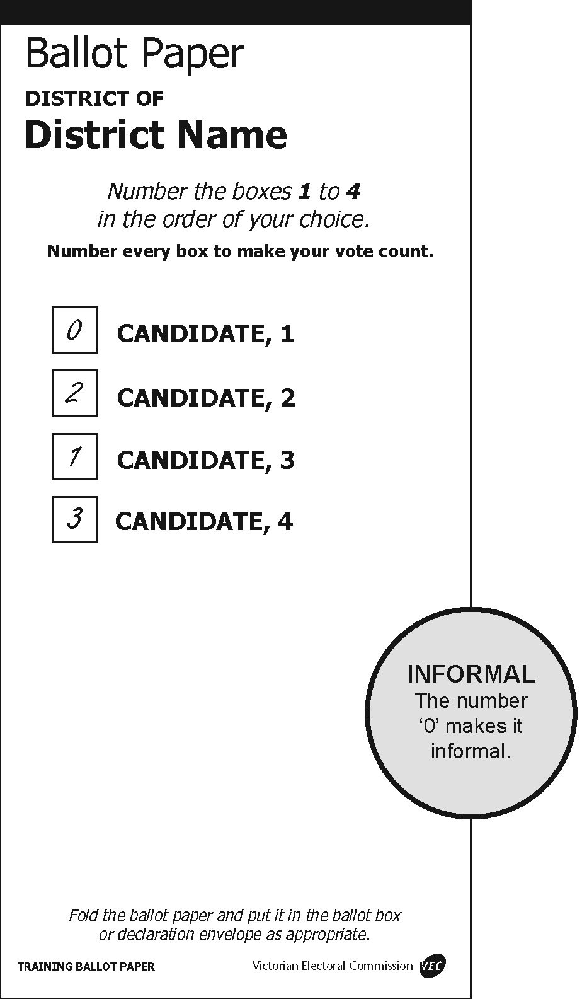 Ballot Paper
DISTRICT OF
District Name
Number the boxes 1 to 4
in the order of your choice.
Number every box to make your vote count.
0 CANDIDATE, 1
2 CANDIDATE, 2
1 CANDIDATE, 3
3 CANDIDATE, 4
INFORMAL
The number
‘0’ makes it
informal.
Fold the ballot paper and put it in the ballot box
or declaration envelope as appropriate.
TRAINING BALLOT PAPER Victorian Electoral Commission VEC